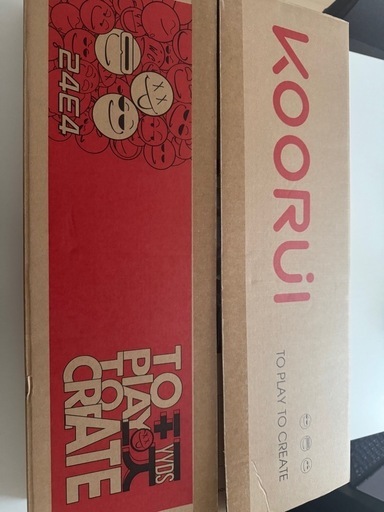 24E4
TO
PLAY
TO
CREATE
YYDS
KOORUI
TO PLAY TO CREATE